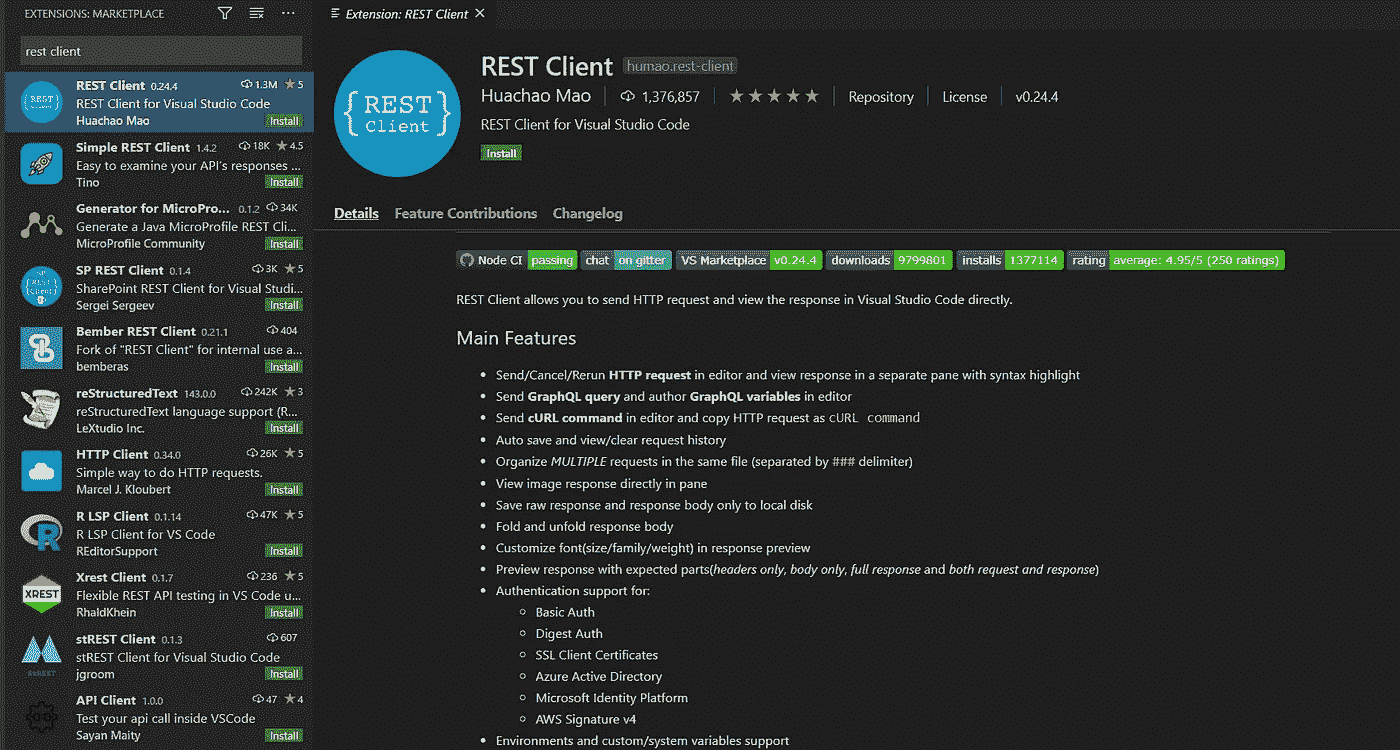 EXTENSIONS: MARKETPLACE
rest client
REST Client 0.24.4 1.3M ★ 5
REST Client for Visual Studio Code
Huachao Mao Install
Simple REST Client 1.4.2 18K ★ 4.5
Easy to examine your API's responses ...
Tino Install
Generator for MicroPro... 0.1.2 34K
Generate a Java MicroProfile REST Cli...
MicroProfile Community Install
SP REST Client 0.1.4 3K ★ 5
SharePoint REST Client for Visual Studi...
Sergei Sergeev Install
Bember REST Client 0.21.1 404
Fork of "REST Client" for internal use a...
bemberas Install
reStructuredText 143.0.0 242K ★ 3
reStructuredText language support (R...
LeXtudio Inc. Install
HTTP Client 0.34.0 26K ★ 5
Simple way to do HTTP requests.
Marcel J. Kloubert Install
R LSP Client 0.1.14 47K ★ 5
R LSP Client for VS Code
REditorSupport Install
XREST
Xrest Client 0.1.7 236 ★ 5
Flexible REST API testing in VS Code u...
RhaldKhein Install
stREST Client 0.1.3 607
stREST Client for Visual Studio Code
jgroom Install
API Client 1.0.0 47 ★ 4
Test your api call inside VSCode
Sayan Maity Install
Extension: REST Client ×
{ REST }
Client
REST Client humao.rest-client
Huachao Mao | 1,376,857 | ★★★★★ | Repository | License | v0.24.4
REST Client for Visual Studio Code
Install
Details Feature Contributions Changelog
Node CI passing chat on gitter VS Marketplace v0.24.4 downloads 9799801 installs 1377114 rating average: 4.95/5 (250 ratings)
REST Client allows you to send HTTP request and view the response in Visual Studio Code directly.
Main Features
• Send/Cancel/Rerun HTTP request in editor and view response in a separate pane with syntax highlight
• Send GraphQL query and author GraphQL variables in editor
• Send cURL command in editor and copy HTTP request as cURL command
• Auto save and view/clear request history
• Organize MULTIPLE requests in the same file (separated by ### delimiter)
• View image response directly in pane
• Save raw response and response body only to local disk
• Fold and unfold response body
• Customize font(size/family/weight) in response preview
• Preview response with expected parts(headers only, body only, full response and both request and response)
• Authentication support for:
○ Basic Auth
○ Digest Auth
○ SSL Client Certificates
○ Azure Active Directory
○ Microsoft Identity Platform
○ AWS Signature v4
• Environments and custom/system variables support